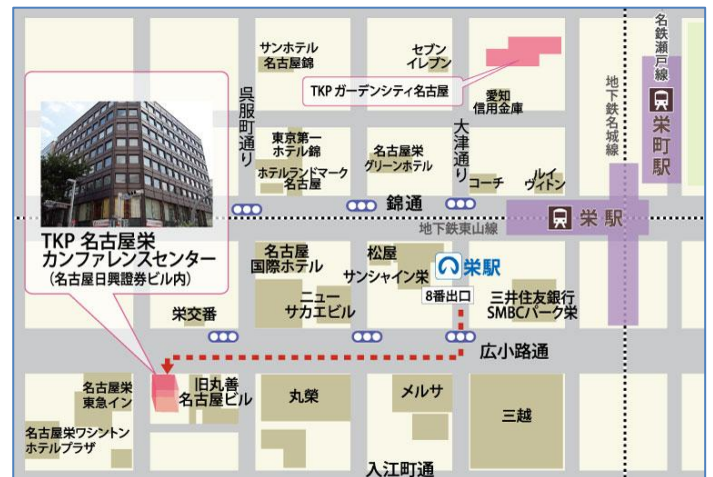 サンホテル
名古屋錦
セブン
イレブン
TKP ガーデンシティ名古屋
愛知
信用金庫
名鉄瀬戸線
栄町駅
地下鉄名城線
呉服町通り
大津通り
東京第一
ホテル錦
ホテルランドマーク
名古屋
名古屋栄
グリーンホテル
コーチ
ルイ
ヴィトン
錦通
地下鉄東山線
栄駅
TKP 名古屋栄
カンファレンスセンター
(名古屋日興證券ビル内)
名古屋
国際ホテル
松屋
サンシャイン栄
栄駅
8番出口
ニュー
サカエビル
三井住友銀行
SMBCパーク栄
栄交番
広小路通
名古屋栄
東急イン
旧丸善
名古屋ビル
丸榮
メルサ
三越
名古屋栄ワシントン
ホテルプラザ
入江町通